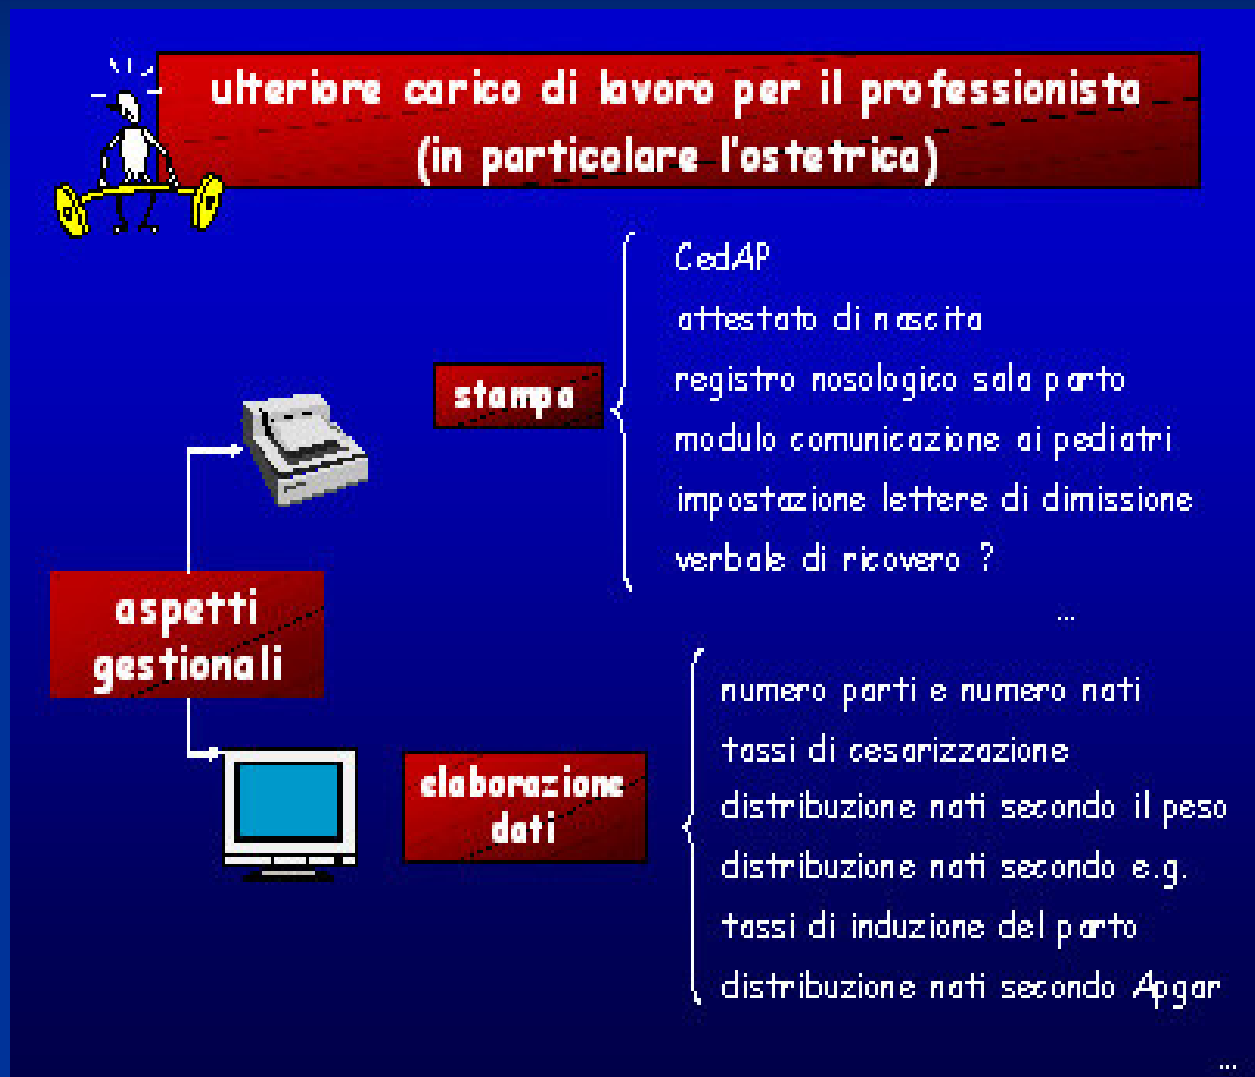 ulteriore carico di lavoro per il professionista
(in particolare l'ostetrica)
CedAP
attestato di nascita
stampa
registro nosologico sala parto
modulo comunicazione ai pediatri
impostazione lettere di dimissione
verbale di ricovero ?
...
aspetti
gestionali
numero parti e numero nati
tassi di cesarizzazione
elaborazione
dati
distribuzione nati secondo il peso
distribuzione nati secondo e.g.
tassi di induzione del parto
distribuzione nati secondo Apgar
...